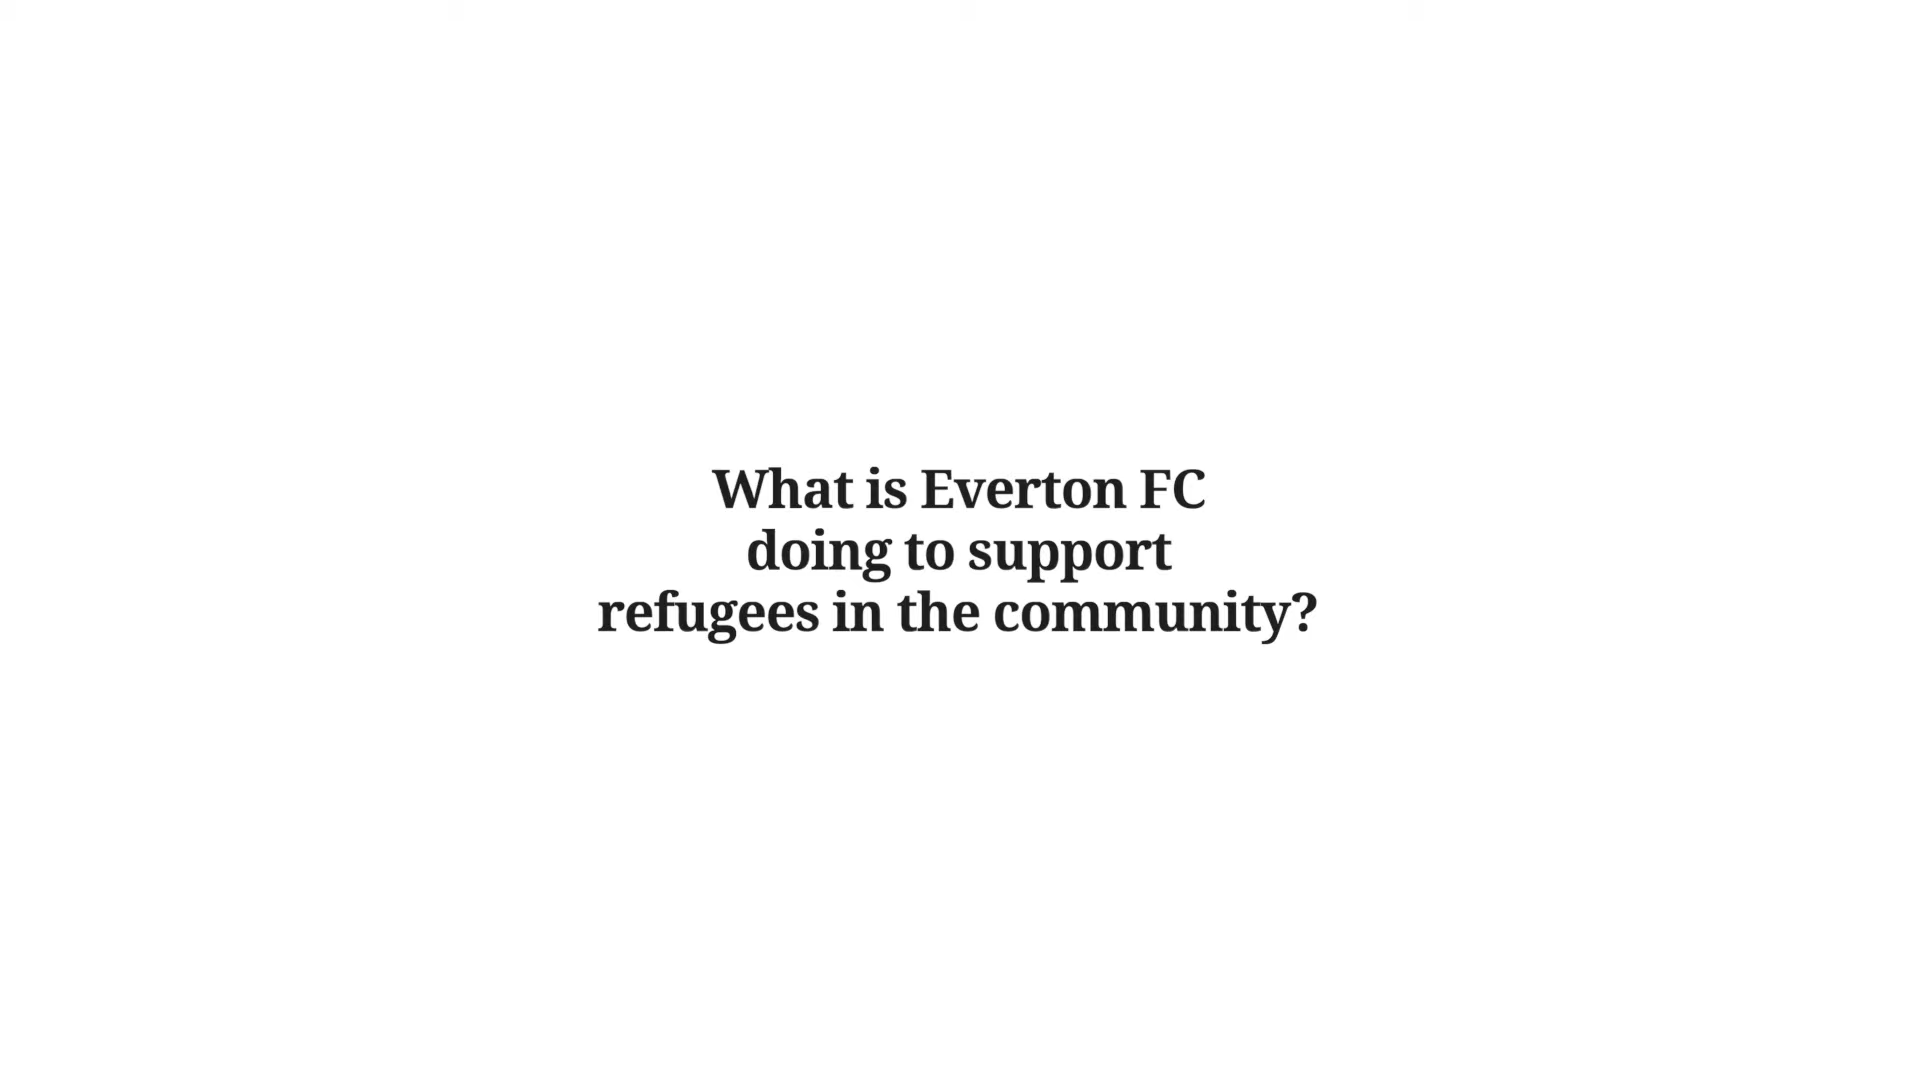 What is Everton FC
doing to support
refugees in the community?